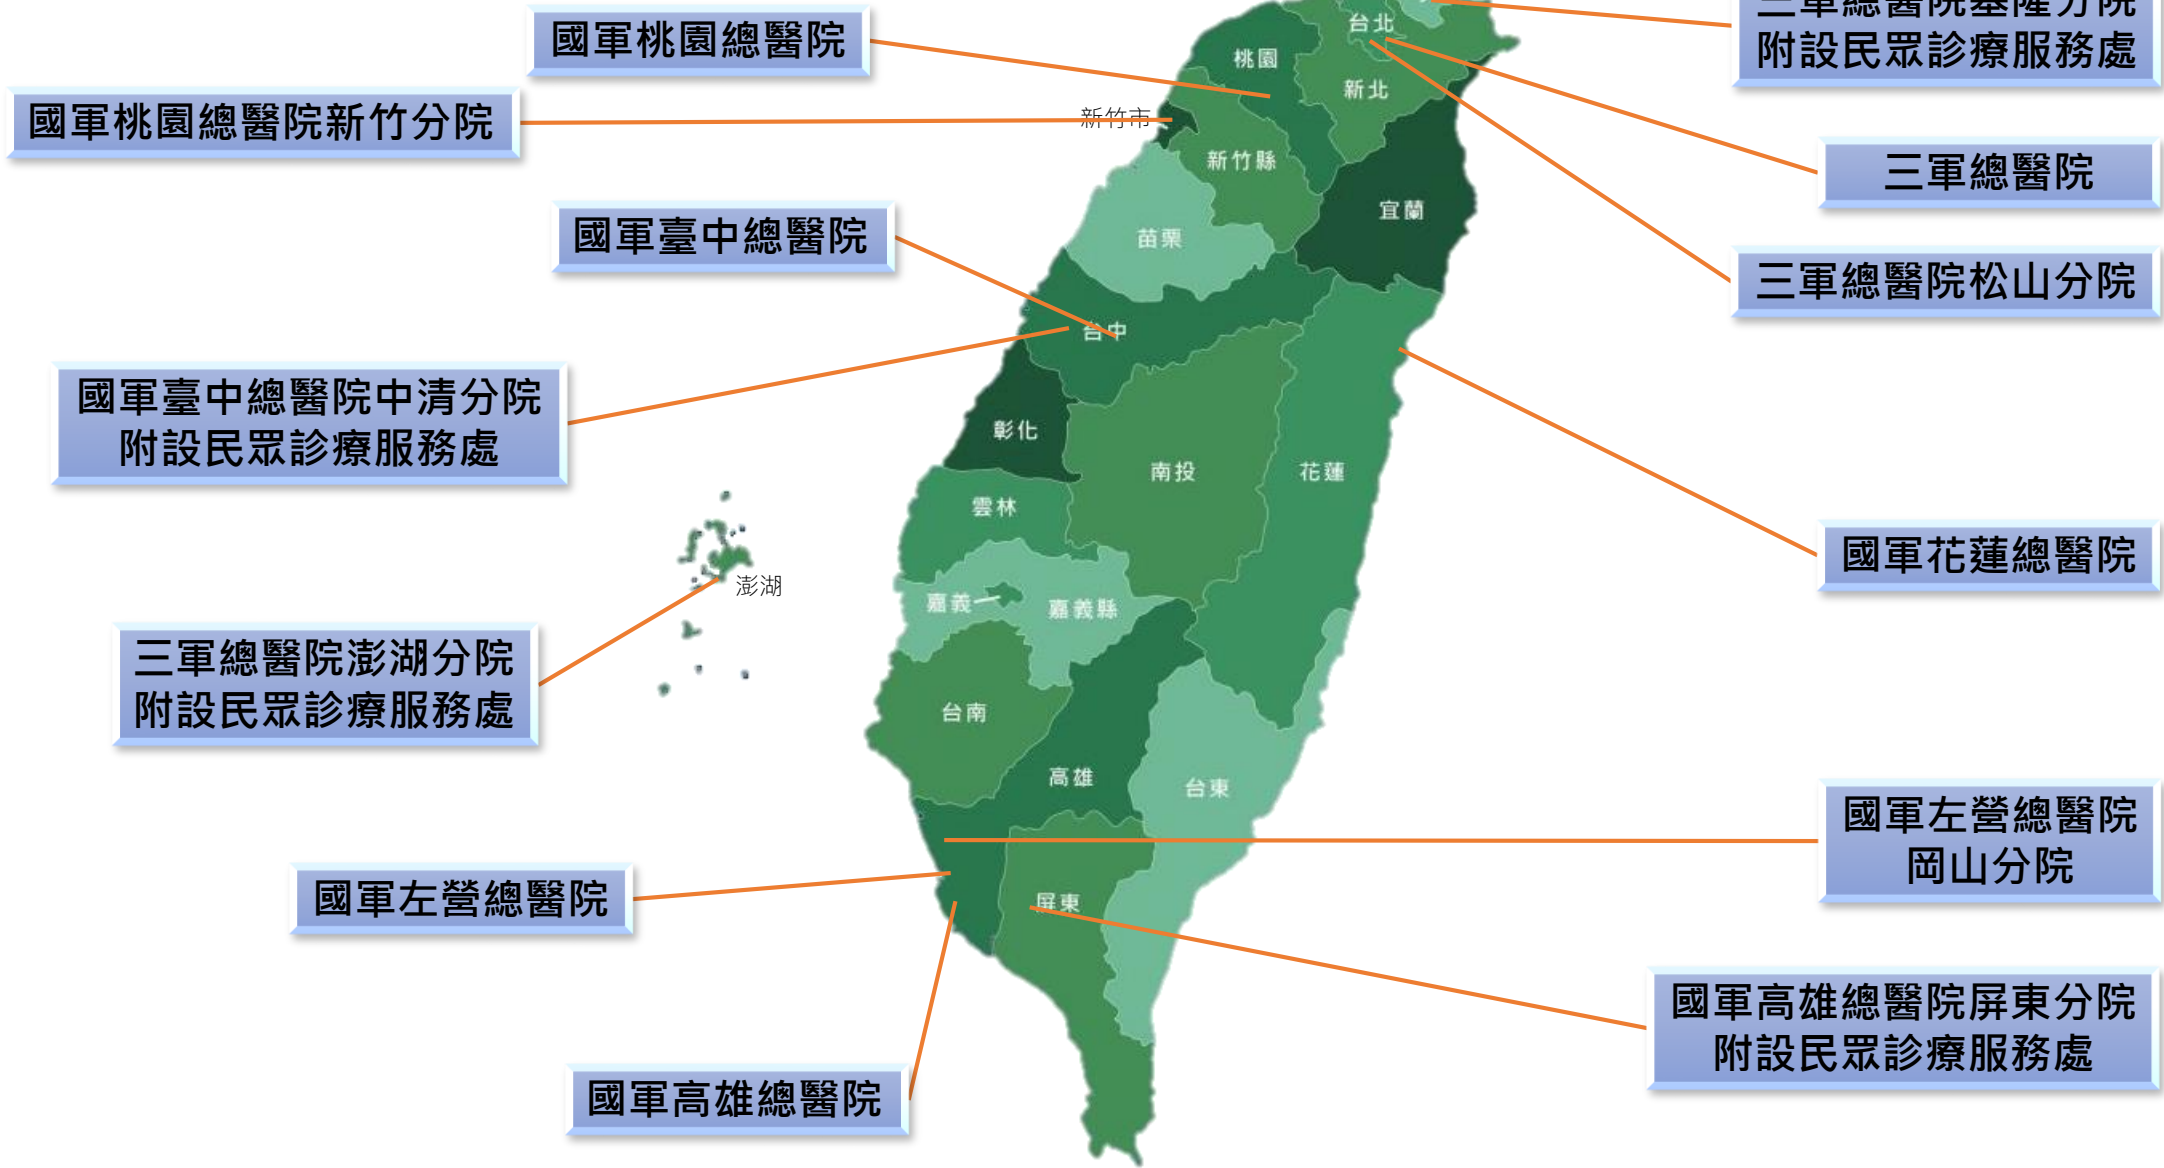 三軍總醫院基隆分院
附設民眾診療服務處
國軍桃園總醫院
台北
桃園
新北
國軍桃園總醫院新竹分院
新竹市
新竹縣
三軍總醫院
宜蘭
國軍臺中總醫院
苗栗
三軍總醫院松山分院
台中
國軍臺中總醫院中清分院
附設民眾診療服務處
彰化
南投
花蓮
雲林
國軍花蓮總醫院
澎湖
嘉義
嘉義縣
三軍總醫院澎湖分院
附設民眾診療服務處
台南
高雄
台東
國軍左營總醫院
岡山分院
國軍左營總醫院
屏東
國軍高雄總醫院屏東分院
附設民眾診療服務處
國軍高雄總醫院